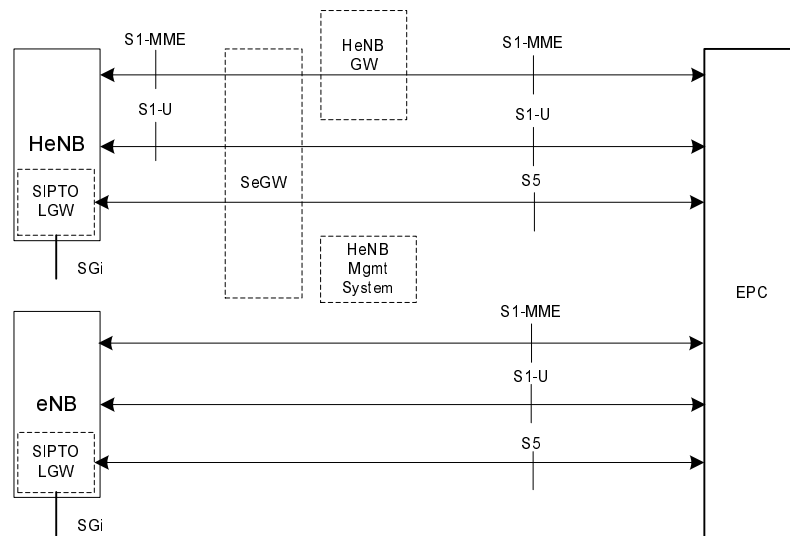 S1-MME
HeNB
GW
S1-MME
S1-U
S1-U
HeNB
SIPTO
LGW
SeGW
S5
SGi
HeNB
Mgmt
System
EPC
S1-MME
S1-U
eNB
SIPTO
LGW
S5
SGi